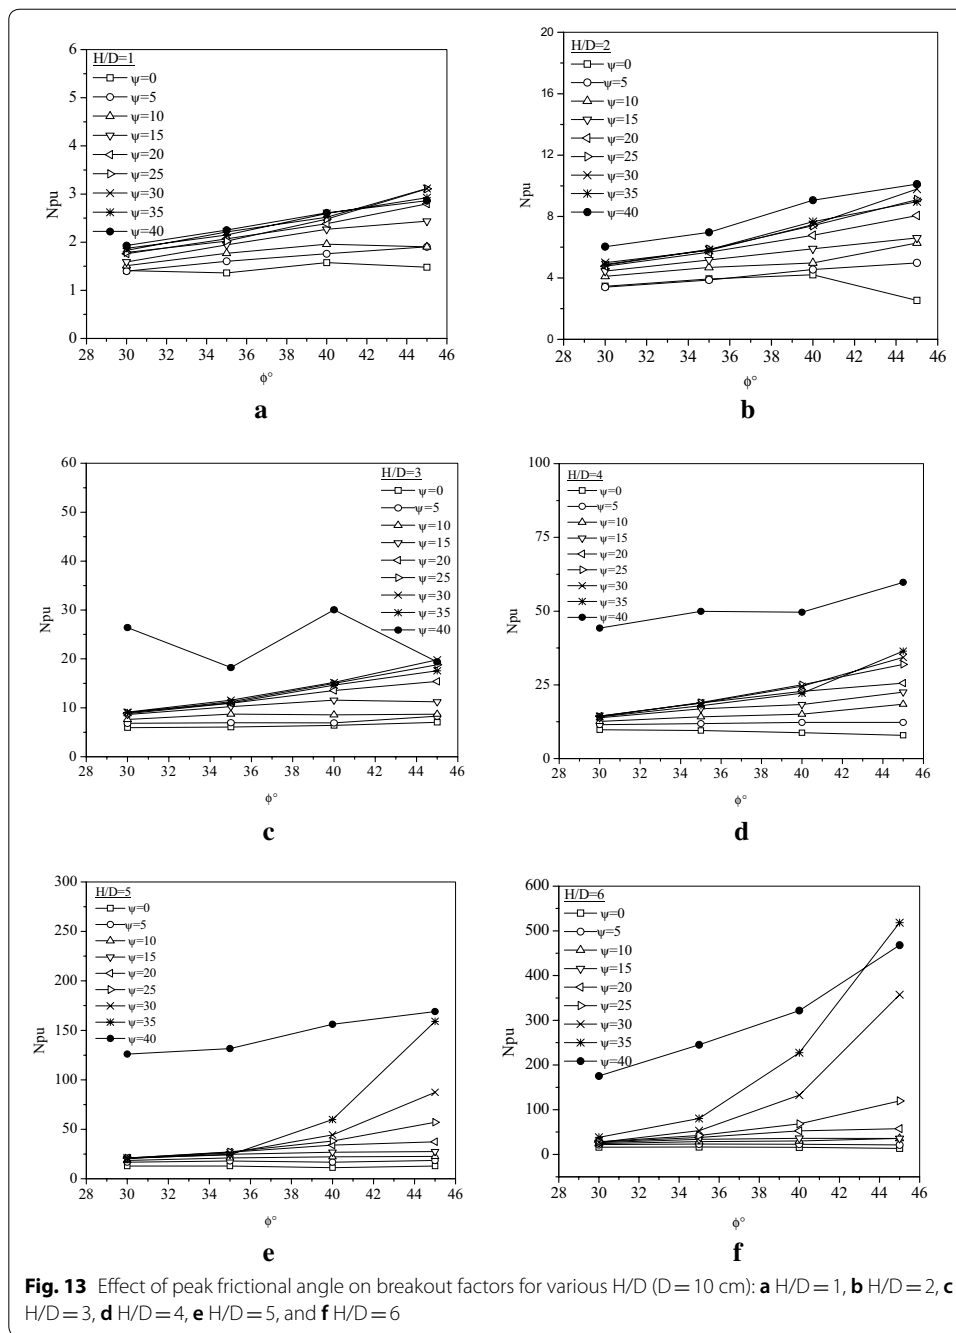 H/D=1
ψ=0
ψ=5
ψ=10
ψ=15
ψ=20
ψ=25
ψ=30
ψ=35
ψ=40
6
5
4
3
2
1
0
Npu
28 30 32 34 36 38 40 42 44 46
ϕ°
a
H/D=2
ψ=0
ψ=5
ψ=10
ψ=15
ψ=20
ψ=25
ψ=30
ψ=35
ψ=40
20
16
12
8
4
0
Npu
28 30 32 34 36 38 40 42 44 46
ϕ°
b
H/D=3
ψ=0
ψ=5
ψ=10
ψ=15
ψ=20
ψ=25
ψ=30
ψ=35
ψ=40
60
50
40
30
20
10
0
Npu
28 30 32 34 36 38 40 42 44 46
ϕ°
c
H/D=4
ψ=0
ψ=5
ψ=10
ψ=15
ψ=20
ψ=25
ψ=30
ψ=35
ψ=40
100
75
50
25
0
Npu
28 30 32 34 36 38 40 42 44 46
ϕ°
d
H/D=5
ψ=0
ψ=5
ψ=10
ψ=15
ψ=20
ψ=25
ψ=30
ψ=35
ψ=40
300
250
200
150
100
50
0
Npu
28 30 32 34 36 38 40 42 44 46
ϕ°
e
H/D=6
ψ=0
ψ=5
ψ=10
ψ=15
ψ=20
ψ=25
ψ=30
ψ=35
ψ=40
600
500
400
300
200
100
0
Npu
28 30 32 34 36 38 40 42 44 46
ϕ°
f
Fig. 13 Effect of peak frictional angle on breakout factors for various H/D (D = 10 cm): a H/D = 1, b H/D = 2, c
H/D = 3, d H/D = 4, e H/D = 5, and f H/D = 6